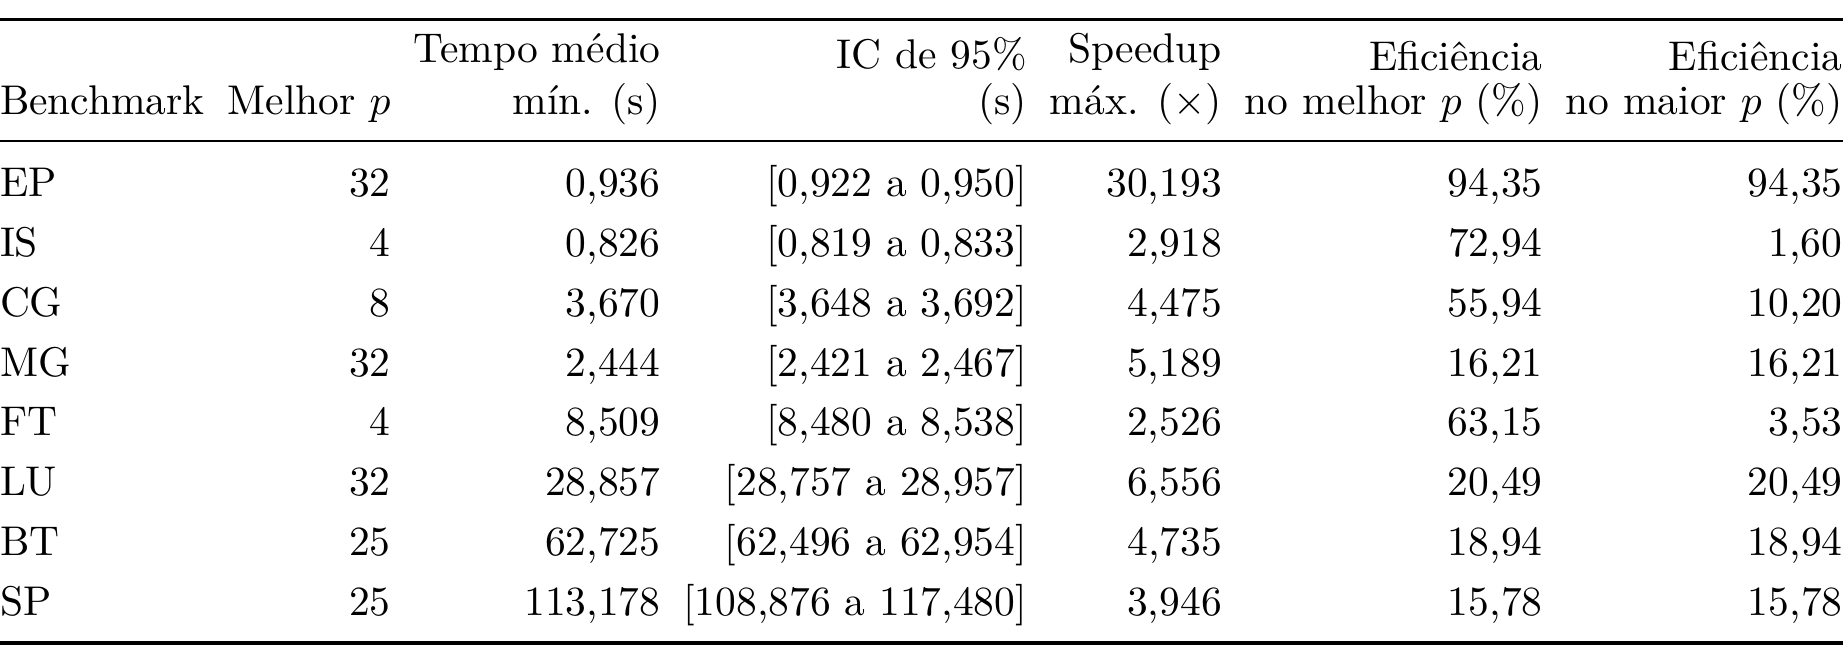 Tempo médio IC de 95% Speedup Eficiência Eficiência
Benchmark Melhor p mín. (s) (s) máx. (×) no melhor p (%) no maior p (%)
EP 32 0,936 [0,922 a 0,950] 30,193 94,35 94,35
IS 4 0,826 [0,819 a 0,833] 2,918 72,94 1,60
CG 8 3,670 [3,648 a 3,692] 4,475 55,94 10,20
MG 32 2,444 [2,421 a 2,467] 5,189 16,21 16,21
FT 4 8,509 [8,480 a 8,538] 2,526 63,15 3,53
LU 32 28,857 [28,757 a 28,957] 6,556 20,49 20,49
BT 25 62,725 [62,496 a 62,954] 4,735 18,94 18,94
SP 25 113,178 [108,876 a 117,480] 3,946 15,78 15,78